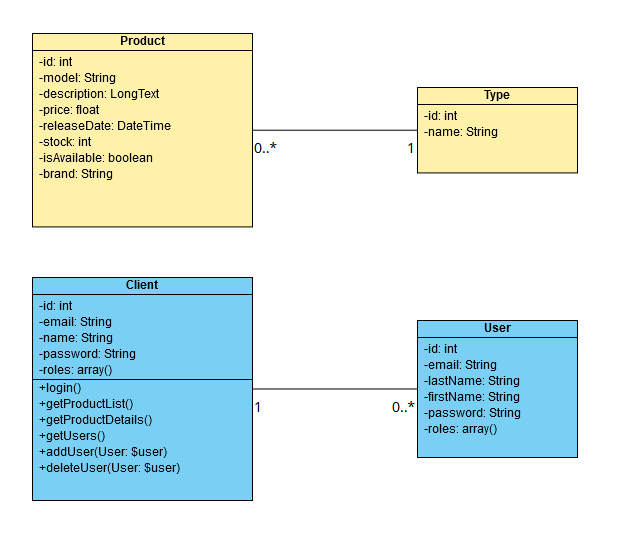 Product
-id: int
-model: String
-description: LongText
-price: float
-releaseDate: DateTime
-stock: int
-isAvailable: boolean
-brand: String
0..*
1
Type
-id: int
-name: String
Client
-id: int
-email: String
-name: String
-password: String
-roles: array()
+login()
+getProductList()
+getProductDetails()
+getUsers()
+addUser(User: $user)
+deleteUser(User: $user)
1
0..*
User
-id: int
-email: String
-lastName: String
-firstName: String
-password: String
-roles: array()